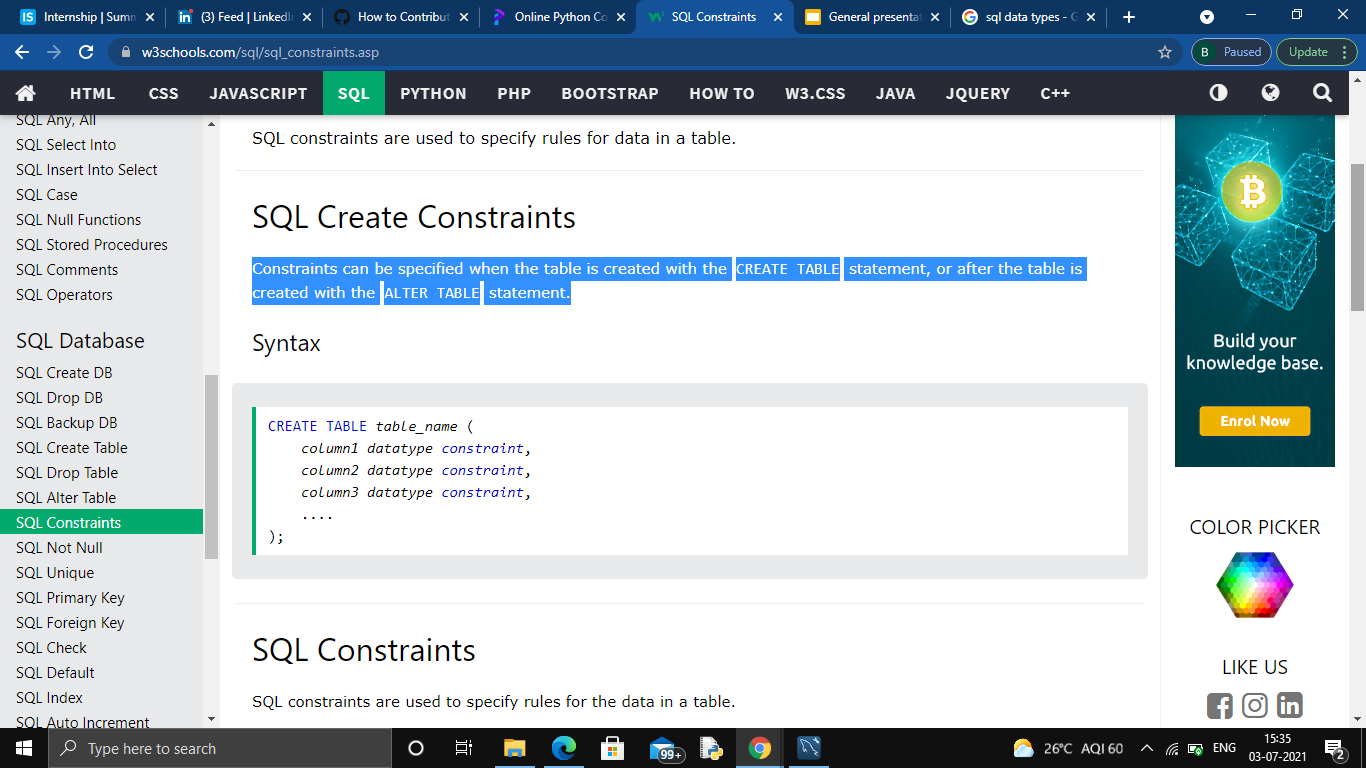 Internship | Summ
(3) Feed | LinkedIn
How to Contribut
Online Python Co
SQL Constraints
General presenta
sql data types - G
w3schools.com/sql/sql_constraints.asp
B Paused
Update
HTML CSS JAVASCRIPT SQL PYTHON PHP BOOTSTRAP HOW TO W3.CSS JAVA JQUERY C++
SQL Any, All
SQL Select Into
SQL Insert Into Select
SQL Case
SQL Null Functions
SQL Stored Procedures
SQL Comments
SQL Operators
SQL Database
SQL Create DB
SQL Drop DB
SQL Backup DB
SQL Create Table
SQL Drop Table
SQL Alter Table
SQL Constraints
SQL Not Null
SQL Unique
SQL Primary Key
SQL Foreign Key
SQL Check
SQL Default
SQL Index
SQL Auto Increment
SQL constraints are used to specify rules for data in a table.
SQL Create Constraints
Constraints can be specified when the table is created with the CREATE TABLE statement, or after the table is
created with the ALTER TABLE statement.
Syntax
CREATE TABLE table_name (
column1 datatype constraint,
column2 datatype constraint,
column3 datatype constraint,
....
);
SQL Constraints
SQL constraints are used to specify rules for the data in a table.
Build your
knowledge base.
Enrol Now
COLOR PICKER
LIKE US
Type here to search
99+
26°C AQI 60
ENG
15:35
03-07-2021
2